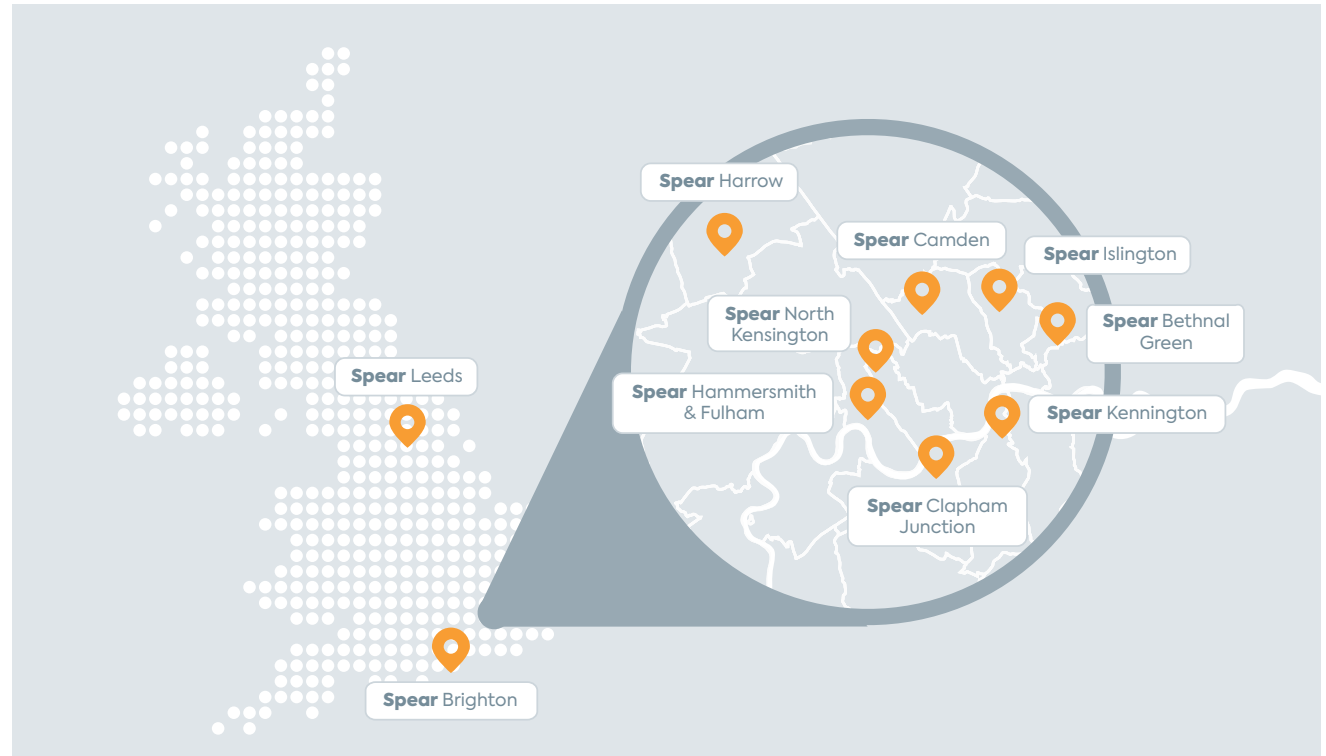 Spear Harrow
Spear Camden
Spear Islington
Spear North
Kensington
Spear Bethnal
Green
Spear Leeds
Spear Hammersmith
& Fulham
Spear Kennington
Spear Clapham
Junction
Spear Brighton